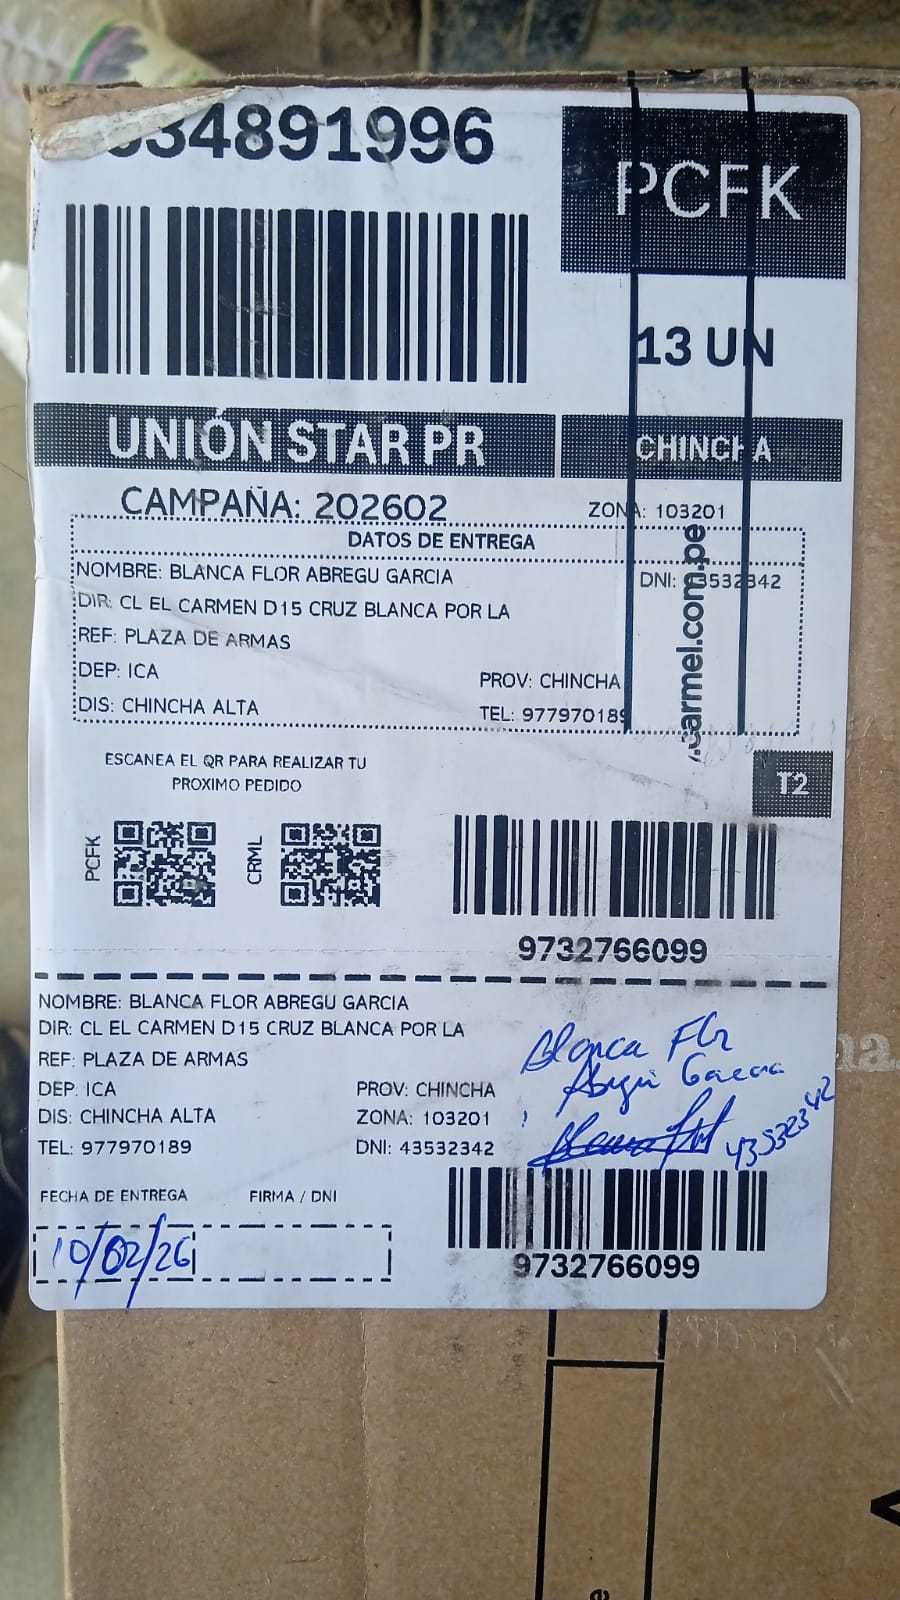 34891996
PCFK
13 UN
UNIÓN STAR PR
CHINCHA
CAMPAÑA: 202602
ZONA: 103201
DATOS DE ENTREGA
NOMBRE: BLANCA FLOR ABREGU GARCIA
DNI: 43532342
DIR: CL EL CARMEN D15 CRUZ BLANCA POR LA
REF: PLAZA DE ARMAS
DEP: ICA
PROV: CHINCHA
DIS: CHINCHA ALTA
TEL: 977970189
.carmel.com.pe
ESCANEA EL QR PARA REALIZAR TU
PROXIMO PEDIDO
T2
PCFK
CRML
9732766099
NOMBRE: BLANCA FLOR ABREGU GARCIA
DIR: CL EL CARMEN D15 CRUZ BLANCA POR LA
REF: PLAZA DE ARMAS
DEP: ICA
PROV: CHINCHA
DIS: CHINCHA ALTA
ZONA: 103201
TEL: 977970189
DNI: 43532342
Blanca Flr
Abregu Garcia
43532342
FECHA DE ENTREGA
FIRMA / DNI
10/02/26
9732766099